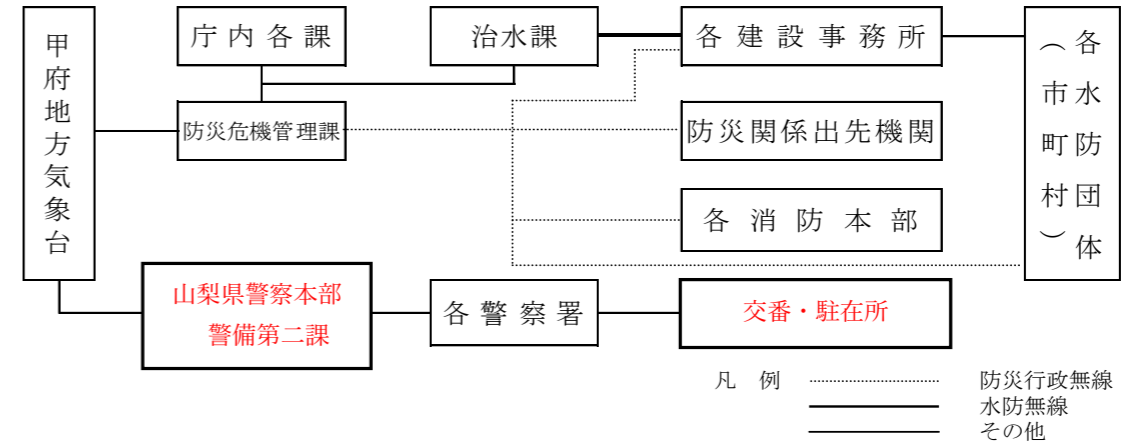 甲府地方気象台
庁内各課
治水課
各建設事務所
各水防団体
（市町村）
防災危機管理課
防災関係出先機関
各消防本部
山梨県警察本部
警備第二課
各警察署
交番・駐在所
凡例
防災行政無線
水防無線
その他